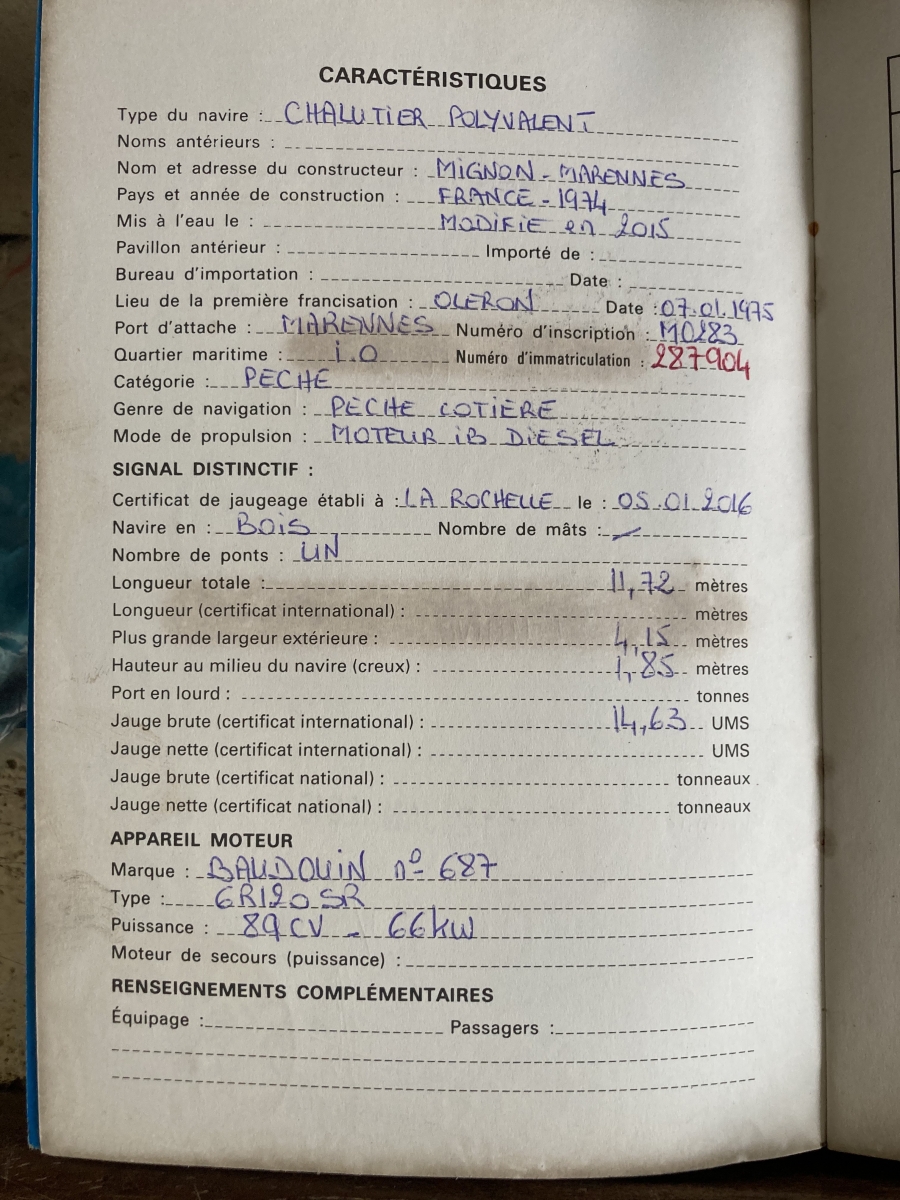 CARACTÉRISTIQUES
Type du navire : CHALUTIER POLYVALENT
Noms antérieurs :
Nom et adresse du constructeur : MIGNON - MARENNES
Pays et année de construction : FRANCE - 1974
Mis à l'eau le : MODIFIE en 2015
Pavillon antérieur : Importé de :
Bureau d'importation : Date :
Lieu de la première francisation : OLERON Date : 07.01.1975
Port d'attache : MARENNES Numéro d'inscription : M0283
Quartier maritime : i.O Numéro d'immatriculation : 287904
Catégorie : PECHE
Genre de navigation : PECHE COTIERE
Mode de propulsion : MOTEUR iB DiESEL
SIGNAL DISTINCTIF :
Certificat de jaugeage établi à : LA ROCHELLE le : 05.01.2016
Navire en : BOiS Nombre de mâts : /
Nombre de ponts : UN
Longueur totale : 11,72 mètres
Longueur (certificat international) : mètres
Plus grande largeur extérieure : 4,15 mètres
Hauteur au milieu du navire (creux) : 1,85 mètres
Port en lourd : tonnes
Jauge brute (certificat international) : 14,63 UMS
Jauge nette (certificat international) : UMS
Jauge brute (certificat national) : tonneaux
Jauge nette (certificat national) : tonneaux
APPAREIL MOTEUR
Marque : BAUDOUIN nº 687
Type : 6R120SR
Puissance : 89 CV - 66 kW
Moteur de secours (puissance) :
RENSEIGNEMENTS COMPLÉMENTAIRES
Équipage : Passagers :